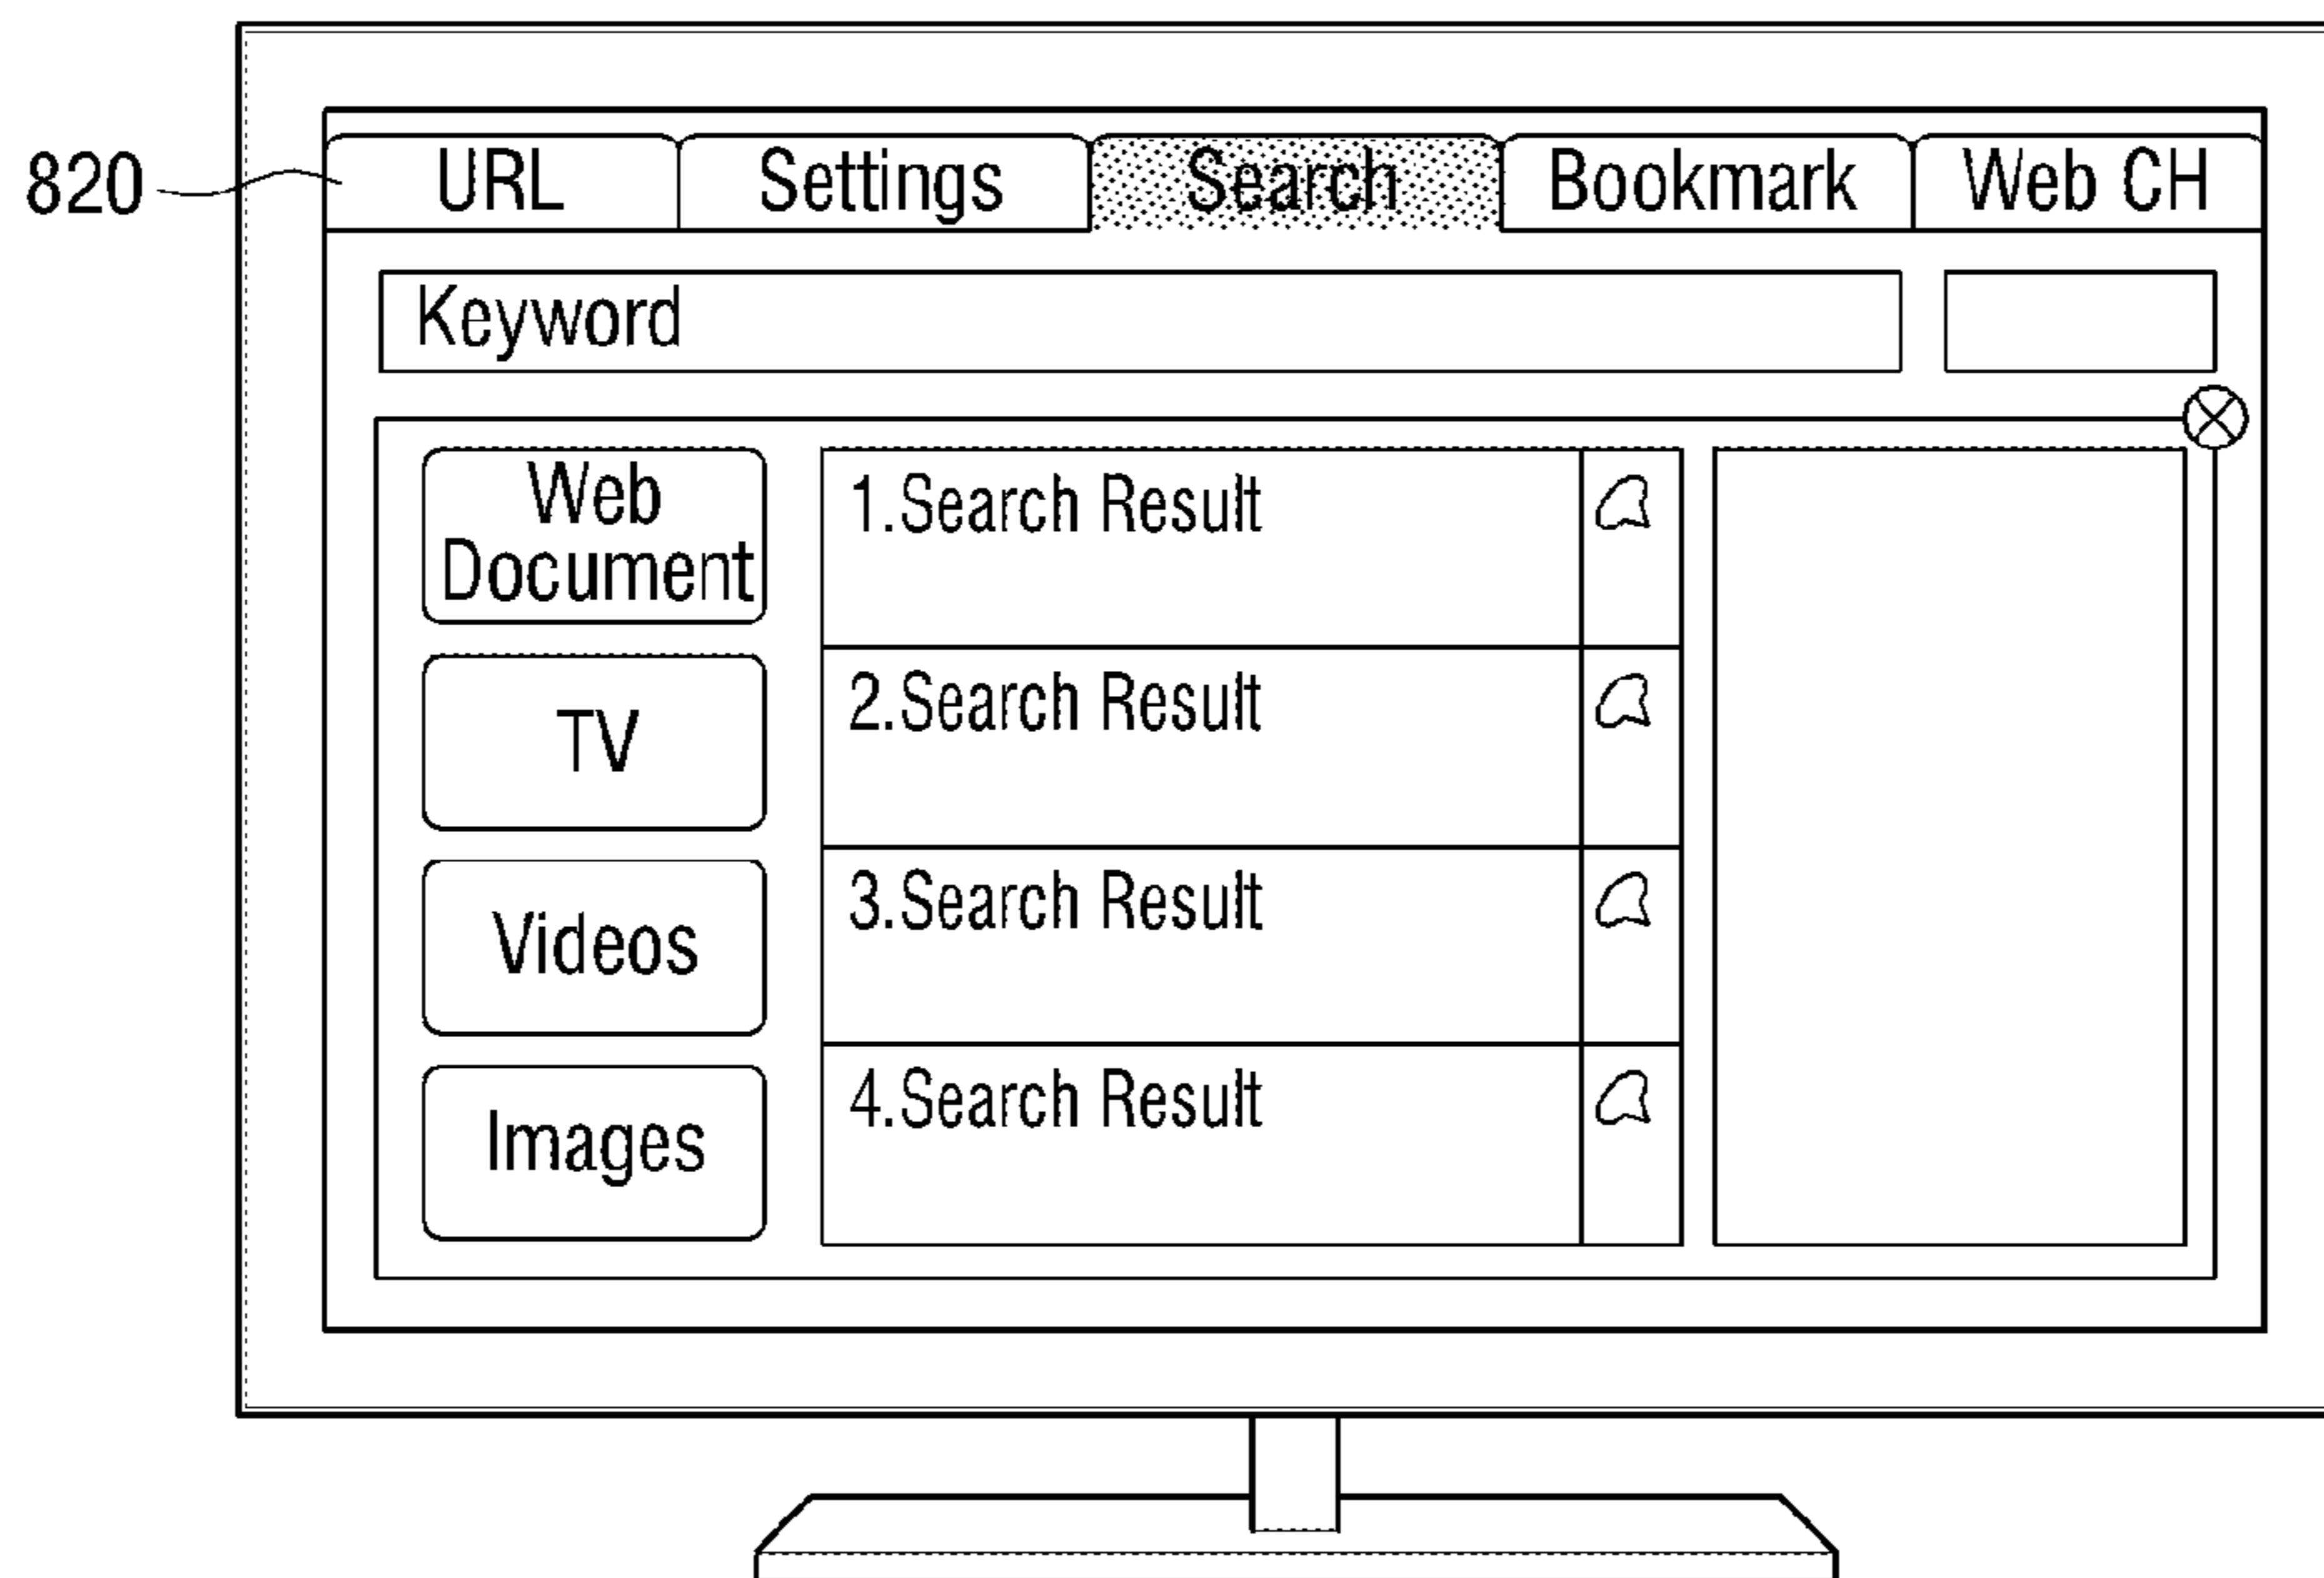 820
URL Settings Search Bookmark Web CH
Keyword
Web
Document
TV
Videos
Images
1.Search Result
2.Search Result
3.Search Result
4.Search Result